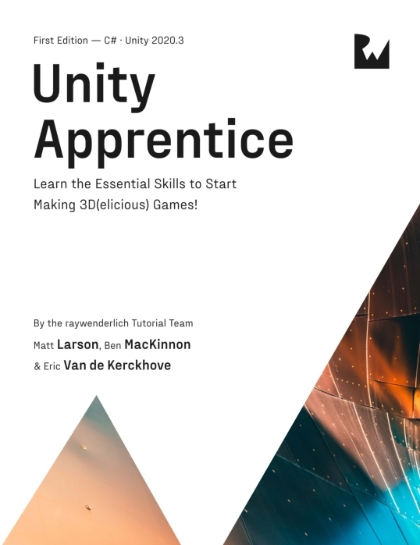 First Edition — C# · Unity 2020.3
Unity
Apprentice
Learn the Essential Skills to Start
Making 3D(elicious) Games!
By the raywenderlich Tutorial Team
Matt Larson, Ben MacKinnon
& Eric Van de Kerckhove